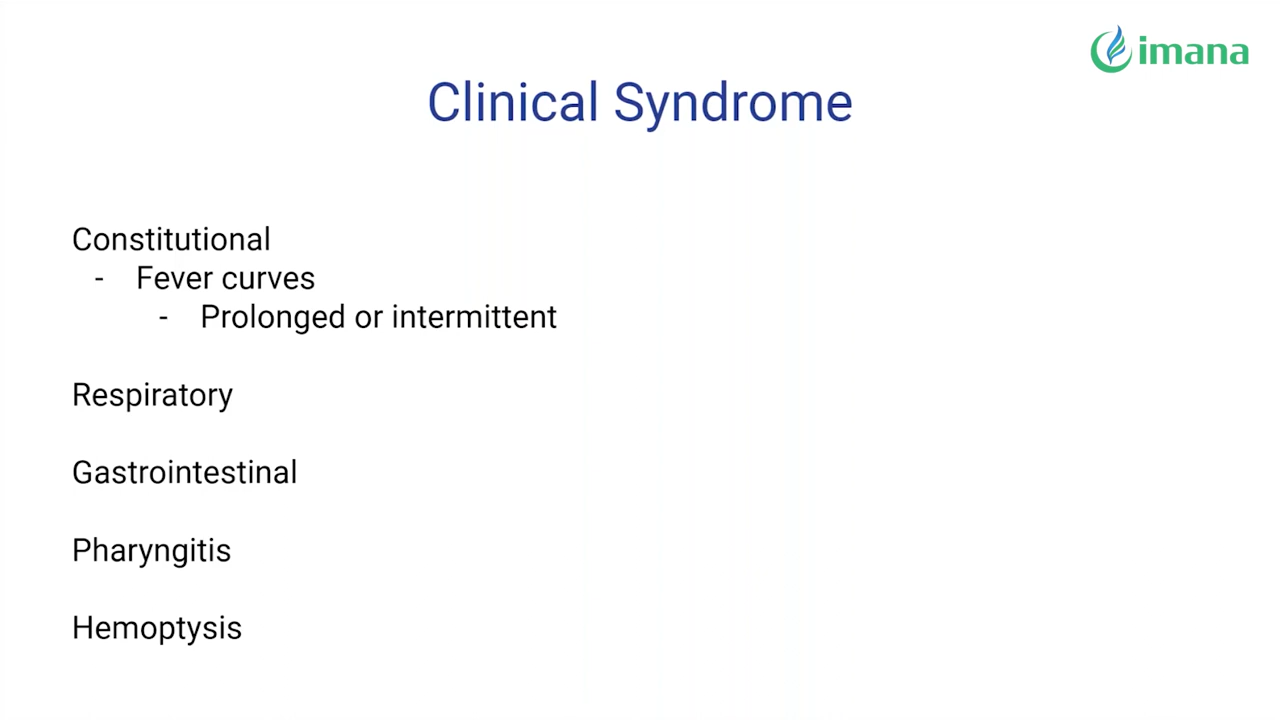 imana
Clinical Syndrome
Constitutional
- Fever curves
- Prolonged or intermittent
Respiratory
Gastrointestinal
Pharyngitis
Hemoptysis